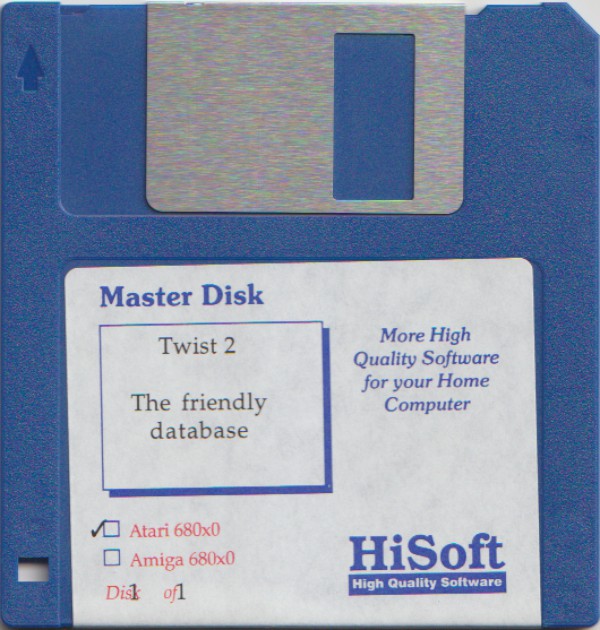 Master Disk
Twist 2
The friendly
database
More High
Quality Software
for your Home
Computer
✓☐ Atari 680x0
☐ Amiga 680x0
Disk 1 of 1
HiSoft
High Quality Software